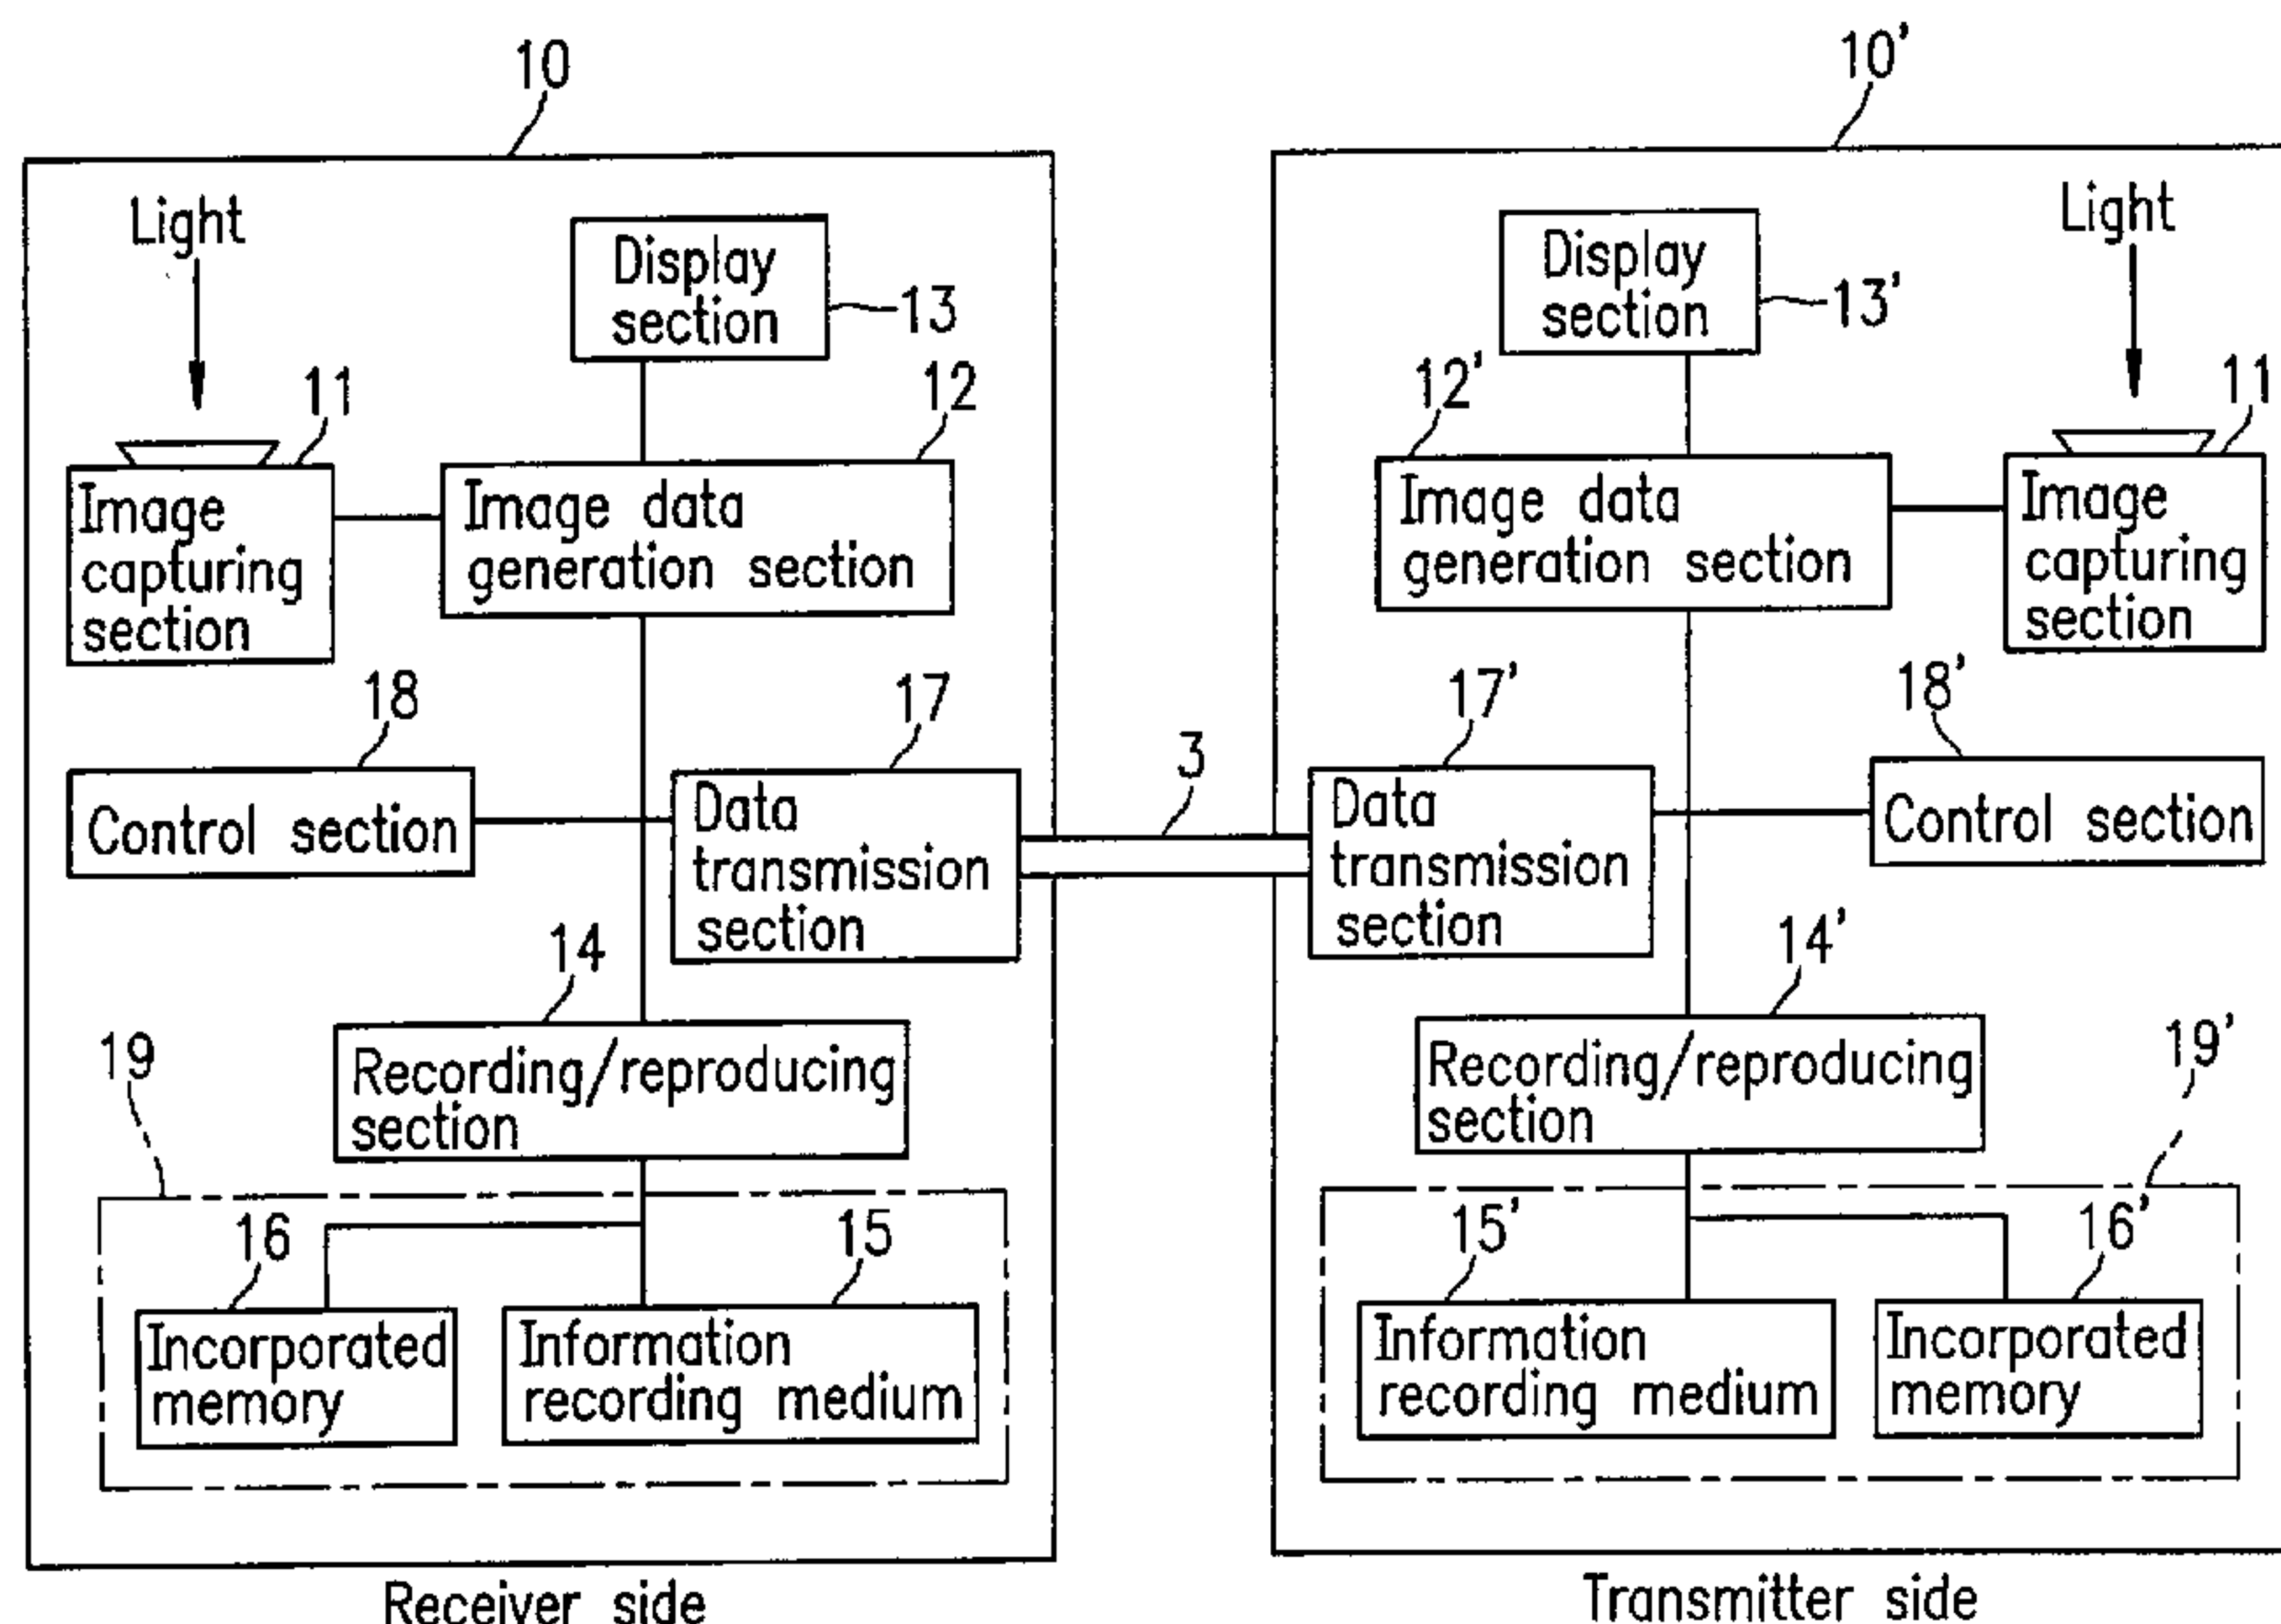 10
Light
Display
section
13
11
12
Image
capturing
section
Image data
generation section
18
17
Control section
Data
transmission
section
14
19
Recording/reproducing
section
16
15
Incorporated
memory
Information
recording medium
Receiver side
3
10'
Display
section
13'
Light
12'
11
Image data
generation section
Image
capturing
section
17'
18'
Data
transmission
section
Control section
14'
19'
Recording/reproducing
section
15'
16'
Information
recording medium
Incorporated
memory
Transmitter side